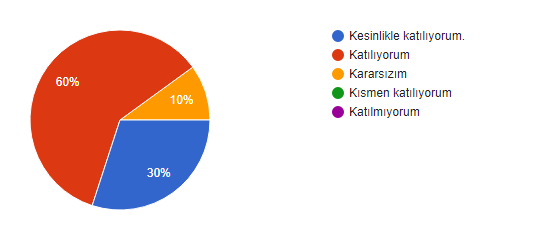 60%
10%
30%
Kesinlikle katılıyorum.
Katılıyorum
Kararsızım
Kısmen katılıyorum
Katılmıyorum